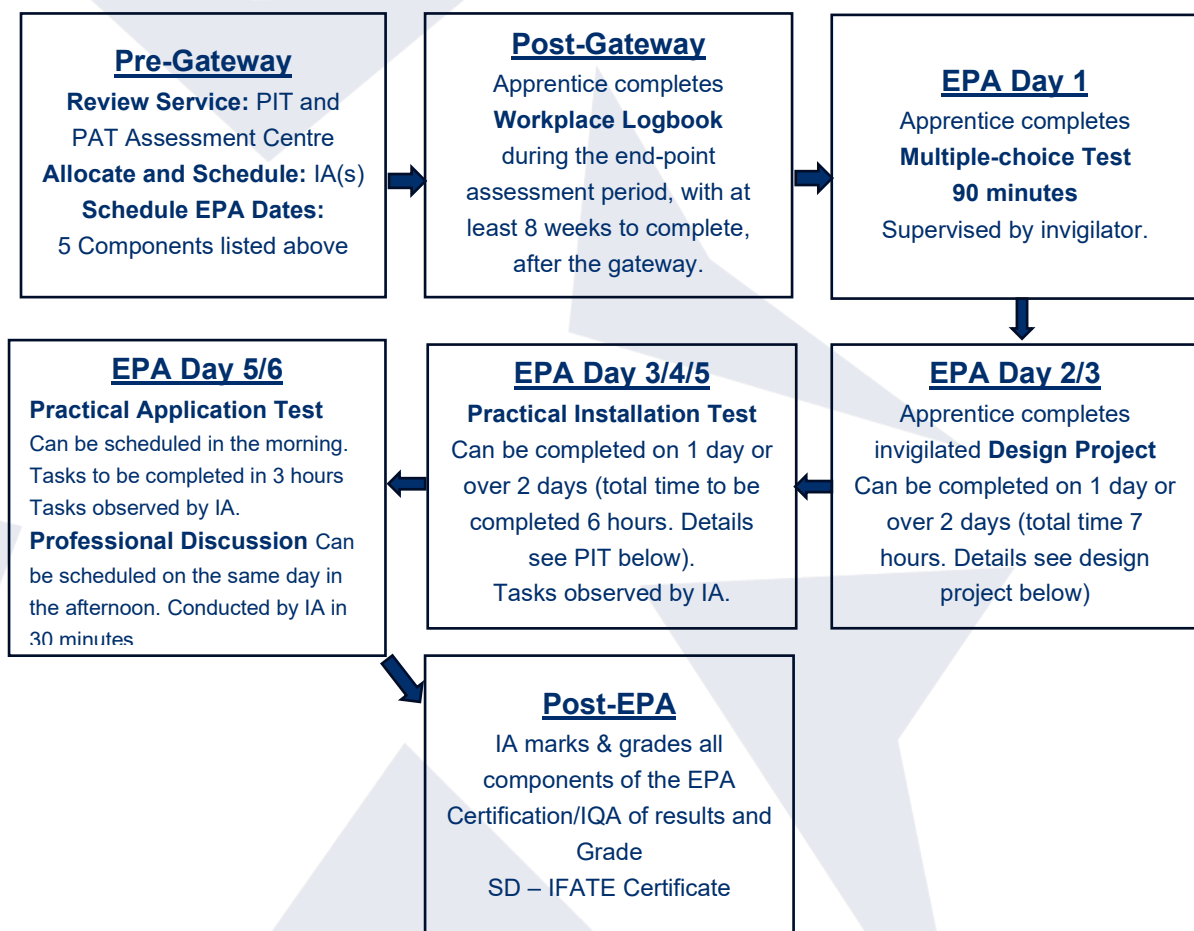 Pre-Gateway
Review Service: PIT and
PAT Assessment Centre
Allocate and Schedule: IA(s)
Schedule EPA Dates:
5 Components listed above
Post-Gateway
Apprentice completes
Workplace Logbook
during the end-point
assessment period, with at
least 8 weeks to complete,
after the gateway.
EPA Day 1
Apprentice completes
Multiple-choice Test
90 minutes
Supervised by invigilator.
EPA Day 2/3
Apprentice completes
invigilated Design Project
Can be completed on 1 day or
over 2 days (total time 7
hours. Details see design
project below)
EPA Day 3/4/5
Practical Installation Test
Can be completed on 1 day or
over 2 days (total time to be
completed 6 hours. Details
see PIT below).
Tasks observed by IA.
EPA Day 5/6
Practical Application Test
Can be scheduled in the morning.
Tasks to be completed in 3 hours
Tasks observed by IA.
Professional Discussion Can
be scheduled on the same day in
the afternoon. Conducted by IA in
30 minutes
Post-EPA
IA marks & grades all
components of the EPA
Certification/IQA of results and
Grade
SD – IFATE Certificate